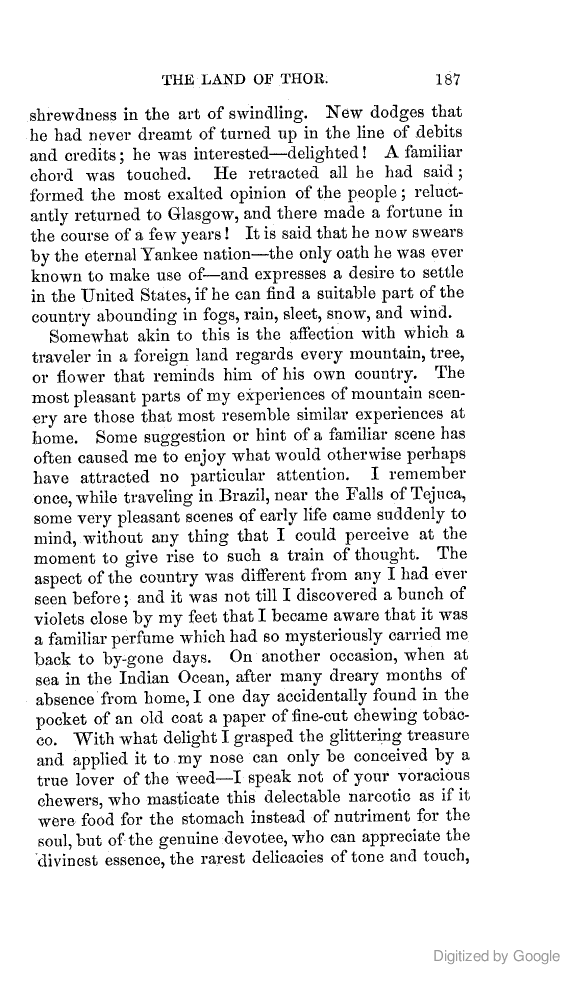 THE LAND OF THOR. 187
shrewdness in the art of swindling. New dodges that
he had never dreamt of turned up in the line of debits
and credits; he was interested—delighted! A familiar
chord was touched. He retracted all he had said;
formed the most exalted opinion of the people; reluct-
antly returned to Glasgow, and there made a fortune in
the course of a few years! It is said that he now swears
by the eternal Yankee nation—the only oath he was ever
known to make use of—and expresses a desire to settle
in the United States, if he can find a suitable part of the
country abounding in fogs, rain, sleet, snow, and wind.
Somewhat akin to this is the affection with which a
traveler in a foreign land regards every mountain, tree,
or flower that reminds him of his own country. The
most pleasant parts of my experiences of mountain scen-
ery are those that most resemble similar experiences at
home. Some suggestion or hint of a familiar scene has
often caused me to enjoy what would otherwise perhaps
have attracted no particular attention. I remember
once, while traveling in Brazil, near the Falls of Tejuca,
some very pleasant scenes of early life came suddenly to
mind, without any thing that I could perceive at the
moment to give rise to such a train of thought. The
aspect of the country was different from any I had ever
seen before; and it was not till I discovered a bunch of
violets close by my feet that I became aware that it was
a familiar perfume which had so mysteriously carried me
back to by-gone days. On another occasion, when at
sea in the Indian Ocean, after many dreary months of
absence from home, I one day accidentally found in the
pocket of an old coat a paper of fine-cut chewing tobac-
co. With what delight I grasped the glittering treasure
and applied it to my nose can only be conceived by a
true lover of the weed—I speak not of your voracious
chewers, who masticate this delectable narcotic as if it
were food for the stomach instead of nutriment for the
soul, but of the genuine devotee, who can appreciate the
divinest essence, the rarest delicacies of tone and touch,
Digitized by Google